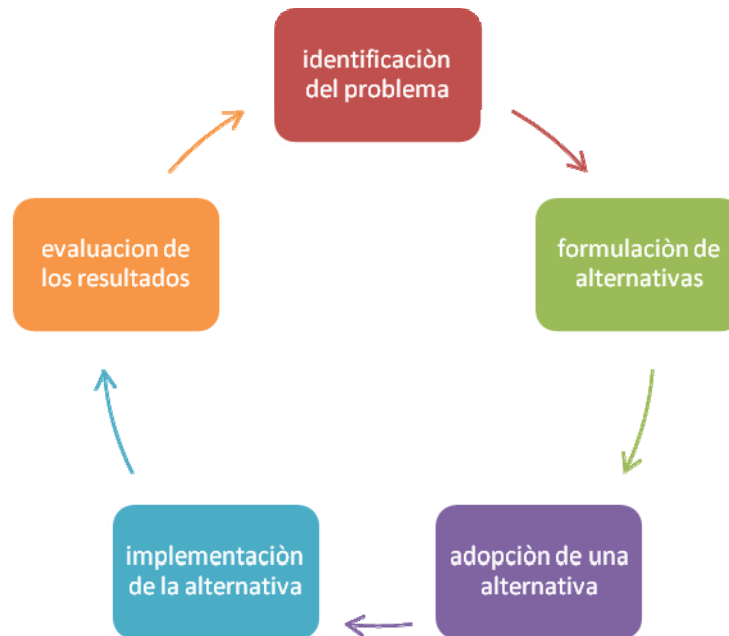 identificaciòn
del problema
formulaciòn de
alternativas
adopciòn de una
alternativa
implementaciòn
de la alternativa
evaluacion de
los resultados